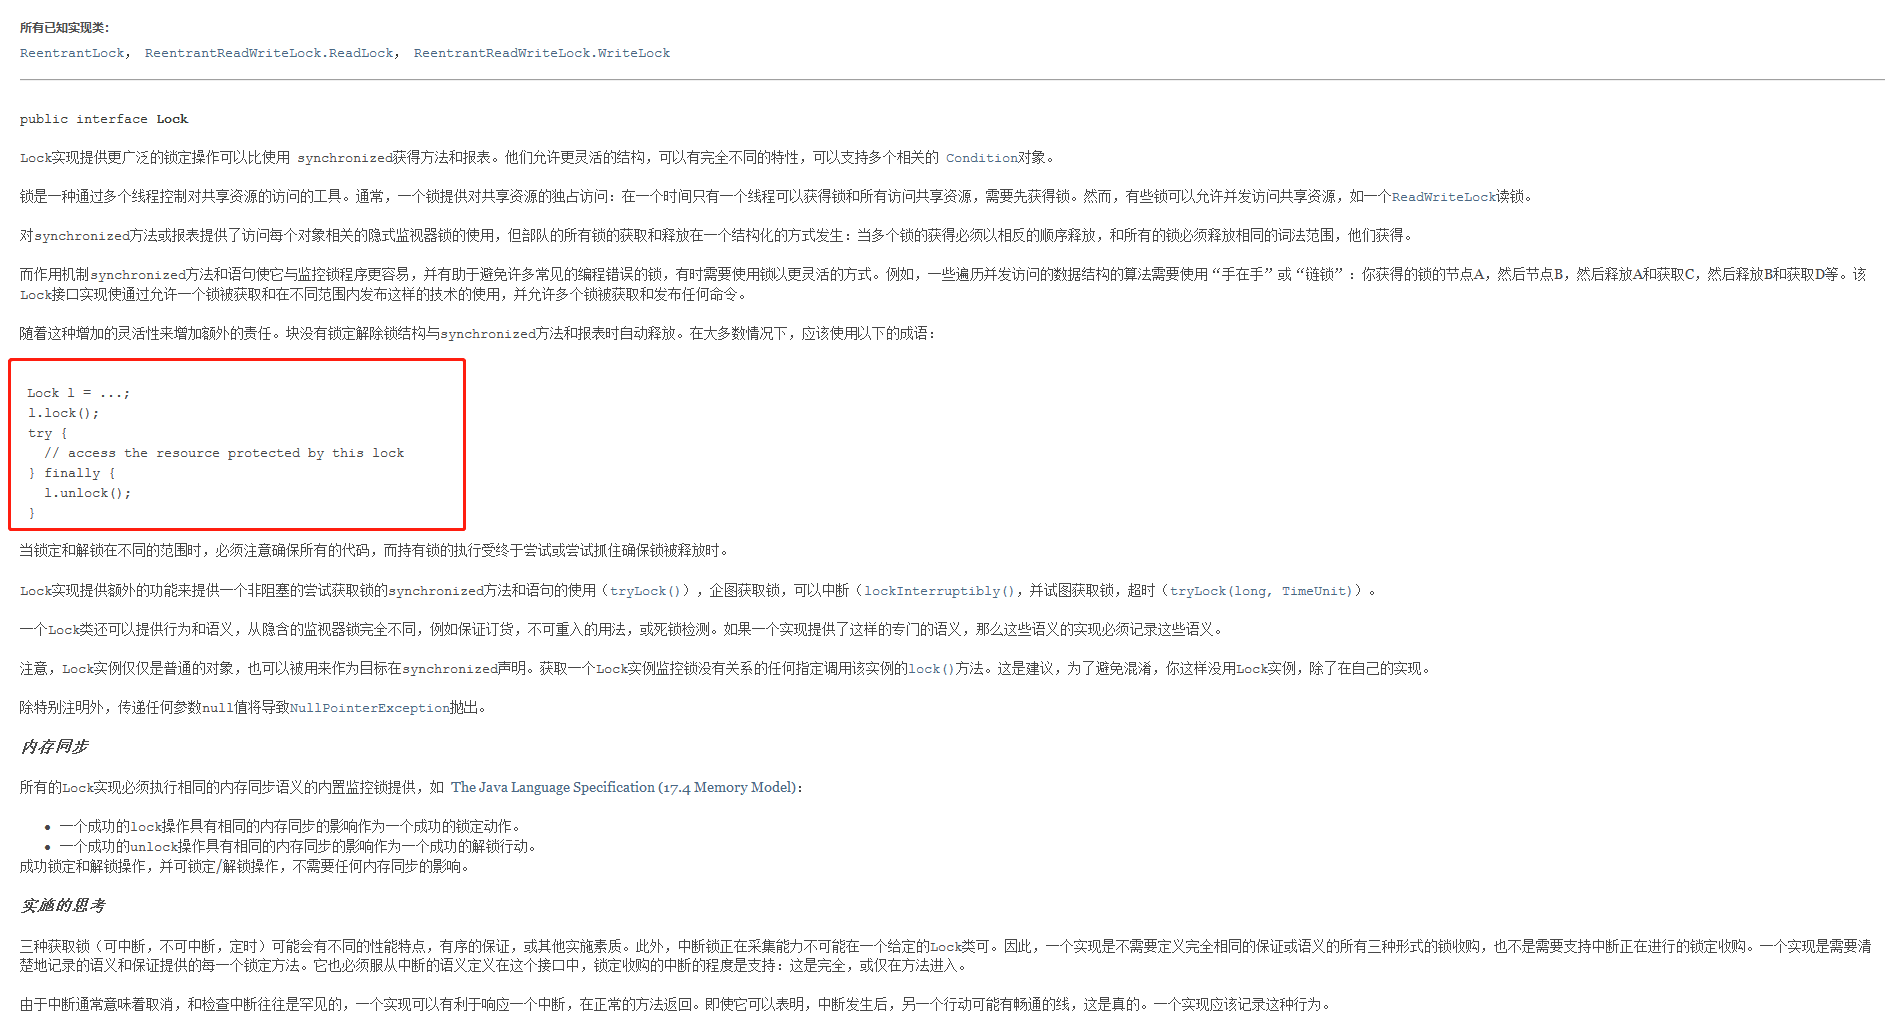 所有已知实现类：
ReentrantLock， ReentrantReadWriteLock.ReadLock， ReentrantReadWriteLock.WriteLock
public interface Lock
Lock实现提供更广泛的锁定操作可以比使用 synchronized获得方法和报表。他们允许更灵活的结构，可以有完全不同的特性，可以支持多个相关的 Condition对象。
锁是一种通过多个线程控制对共享资源的访问的工具。通常，一个锁提供对共享资源的独占访问：在一个时间只有一个线程可以获得锁和所有访问共享资源，需要先获得锁。然而，有些锁可以允许并发访问共享资源，如一个ReadWriteLock读锁。
对synchronized方法或报表提供了访问每个对象相关的隐式监视器锁的使用，但部队的所有锁的获取和释放在一个结构化的方式发生：当多个锁的获得必须以相反的顺序释放，和所有的锁必须释放相同的词法范围，他们获得。
而作用机制synchronized方法和语句使它与监控锁程序更容易，并有助于避免许多常见的编程错误的锁，有时需要使用锁以更灵活的方式。例如，一些遍历并发访问的数据结构的算法需要使用“手在手”或“链锁”：你获得的锁的节点A，然后节点B，然后释放A和获取C，然后释放B和获取D等。该
Lock接口实现使通过允许一个锁被获取和在不同范围内发布这样的技术的使用，并允许多个锁被获取和发布任何命令。
随着这种增加的灵活性来增加额外的责任。块没有锁定解除锁结构与synchronized方法和报表时自动释放。在大多数情况下，应该使用以下的成语：
Lock l = ...;
l.lock();
try {
// access the resource protected by this lock
} finally {
l.unlock();
}
当锁定和解锁在不同的范围时，必须注意确保所有的代码，而持有锁的执行受终于尝试或尝试抓住确保锁被释放时。
Lock实现提供额外的功能来提供一个非阻塞的尝试获取锁的synchronized方法和语句的使用（tryLock()），企图获取锁，可以中断（lockInterruptibly()，并试图获取锁，超时（tryLock(long, TimeUnit)）。
一个Lock类还可以提供行为和语义，从隐含的监视器锁完全不同，例如保证订货，不可重入的用法，或死锁检测。如果一个实现提供了这样的专门的语义，那么这些语义的实现必须记录这些语义。
注意，Lock实例仅仅是普通的对象，也可以被用来作为目标在synchronized声明。获取一个Lock实例监控锁没有关系的任何指定调用该实例的lock()方法。这是建议，为了避免混淆，你这样没用Lock实例，除了在自己的实现。
除特别注明外，传递任何参数null值将导致NullPointerException抛出。
内存同步
所有的Lock实现必须执行相同的内存同步语义的内置监控锁提供，如 The Java Language Specification (17.4 Memory Model)：
• 一个成功的lock操作具有相同的内存同步的影响作为一个成功的锁定动作。
• 一个成功的unlock操作具有相同的内存同步的影响作为一个成功的解锁行动。
成功锁定和解锁操作，并可锁定/解锁操作，不需要任何内存同步的影响。
实施的思考
三种获取锁（可中断，不可中断，定时）可能会有不同的性能特点，有序的保证，或其他实施素质。此外，中断锁正在采集能力不可能在一个给定的Lock类可。因此，一个实现是不需要定义完全相同的保证或语义的所有三种形式的锁收购，也不是需要支持中断正在进行的锁定收购。一个实现是需要清
楚地记录的语义和保证提供的每一个锁定方法。它也必须服从中断的语义定义在这个接口中，锁定收购的中断的程度是支持：这是完全，或仅在方法进入。
由于中断通常意味着取消，和检查中断往往是罕见的，一个实现可以有利于响应一个中断，在正常的方法返回。即使它可以表明，中断发生后，另一个行动可能有畅通的线，这是真的。一个实现应该记录这种行为。